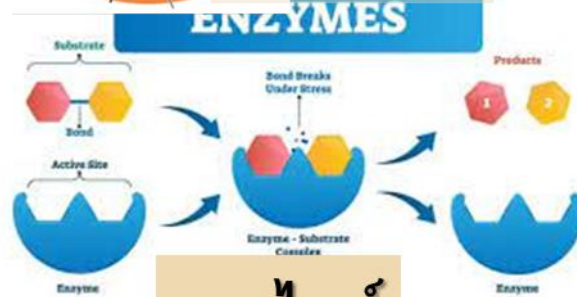 ENZYMES
Substrate
Bond
Active Site
Enzyme
Bond Breaks
Under Stress
Enzyme - Substrate
Complex
Products
1
2
Enzyme